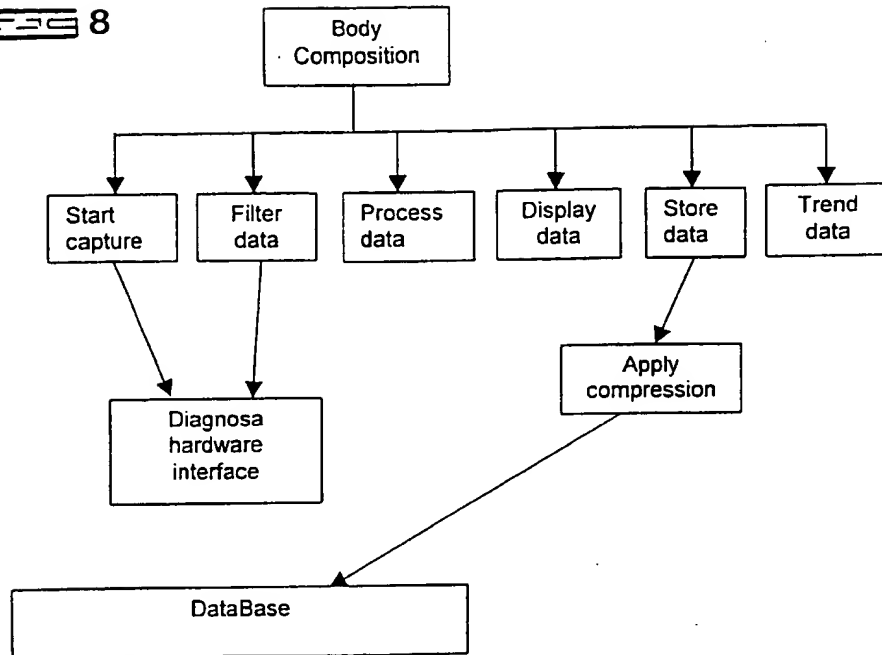 8
Body
Composition
Start
capture
Filter
data
Process
data
Display
data
Store
data
Trend
data
Apply
compression
Diagnosa
hardware
interface
DataBase